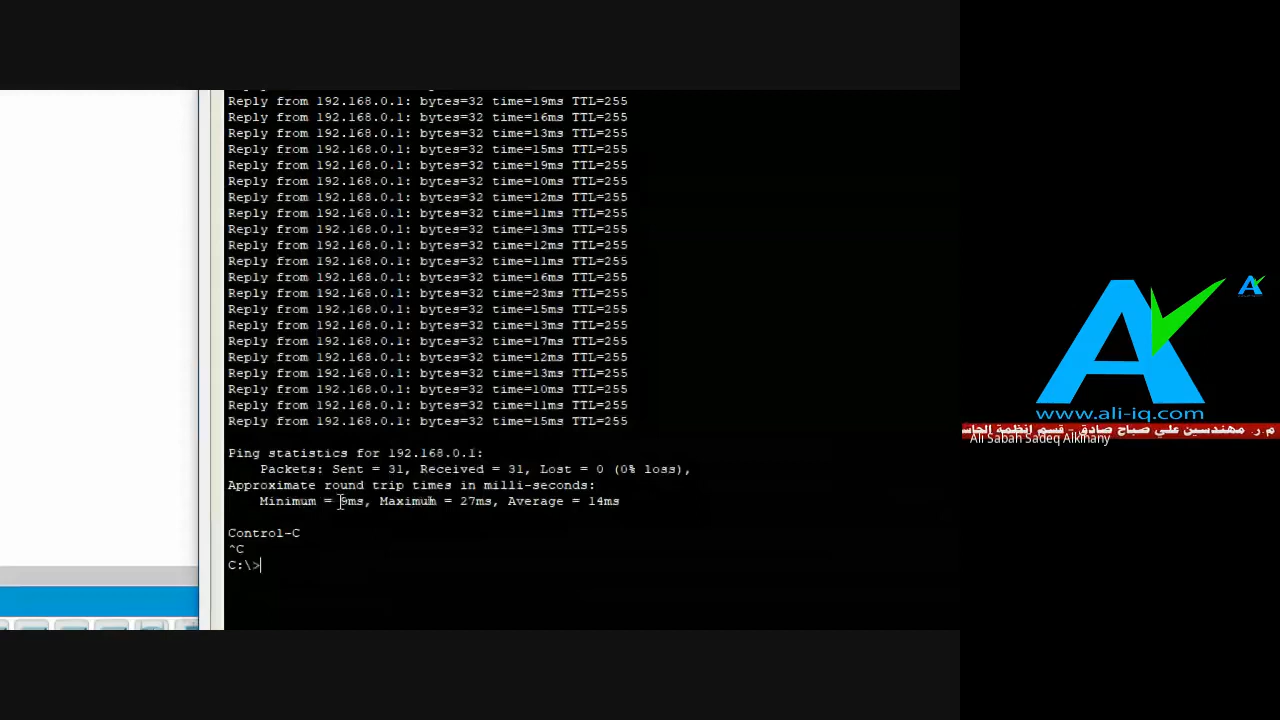 Reply from 192.168.0.1: bytes=32 time=19ms TTL=255
Reply from 192.168.0.1: bytes=32 time=16ms TTL=255
Reply from 192.168.0.1: bytes=32 time=13ms TTL=255
Reply from 192.168.0.1: bytes=32 time=15ms TTL=255
Reply from 192.168.0.1: bytes=32 time=19ms TTL=255
Reply from 192.168.0.1: bytes=32 time=10ms TTL=255
Reply from 192.168.0.1: bytes=32 time=12ms TTL=255
Reply from 192.168.0.1: bytes=32 time=11ms TTL=255
Reply from 192.168.0.1: bytes=32 time=13ms TTL=255
Reply from 192.168.0.1: bytes=32 time=12ms TTL=255
Reply from 192.168.0.1: bytes=32 time=11ms TTL=255
Reply from 192.168.0.1: bytes=32 time=16ms TTL=255
Reply from 192.168.0.1: bytes=32 time=23ms TTL=255
Reply from 192.168.0.1: bytes=32 time=15ms TTL=255
Reply from 192.168.0.1: bytes=32 time=13ms TTL=255
Reply from 192.168.0.1: bytes=32 time=17ms TTL=255
Reply from 192.168.0.1: bytes=32 time=12ms TTL=255
Reply from 192.168.0.1: bytes=32 time=13ms TTL=255
Reply from 192.168.0.1: bytes=32 time=10ms TTL=255
Reply from 192.168.0.1: bytes=32 time=11ms TTL=255
Reply from 192.168.0.1: bytes=32 time=15ms TTL=255
Ping statistics for 192.168.0.1:
Packets: Sent = 31, Received = 31, Lost = 0 (0% loss),
Approximate round trip times in milli-seconds:
Minimum = 9ms, Maximum = 27ms, Average = 14ms
Control-C
^C
C:\>
www.ali-iq.com
م.ر. مهندسين علي صباح صادق - قسم انظمة الحاس
Ali Sabah Sadeq Alkihany